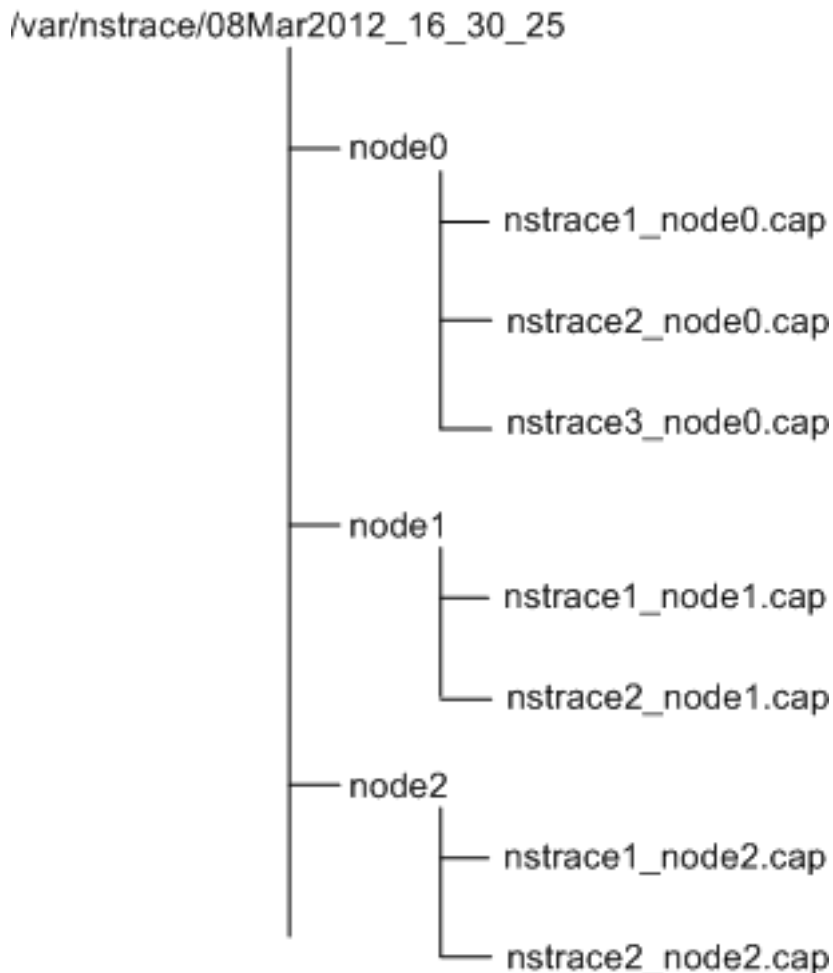 /var/nstrace/08Mar2012_16_30_25
node0
nstrace1_node0.cap
nstrace2_node0.cap
nstrace3_node0.cap
node1
nstrace1_node1.cap
nstrace2_node1.cap
node2
nstrace1_node2.cap
nstrace2_node2.cap